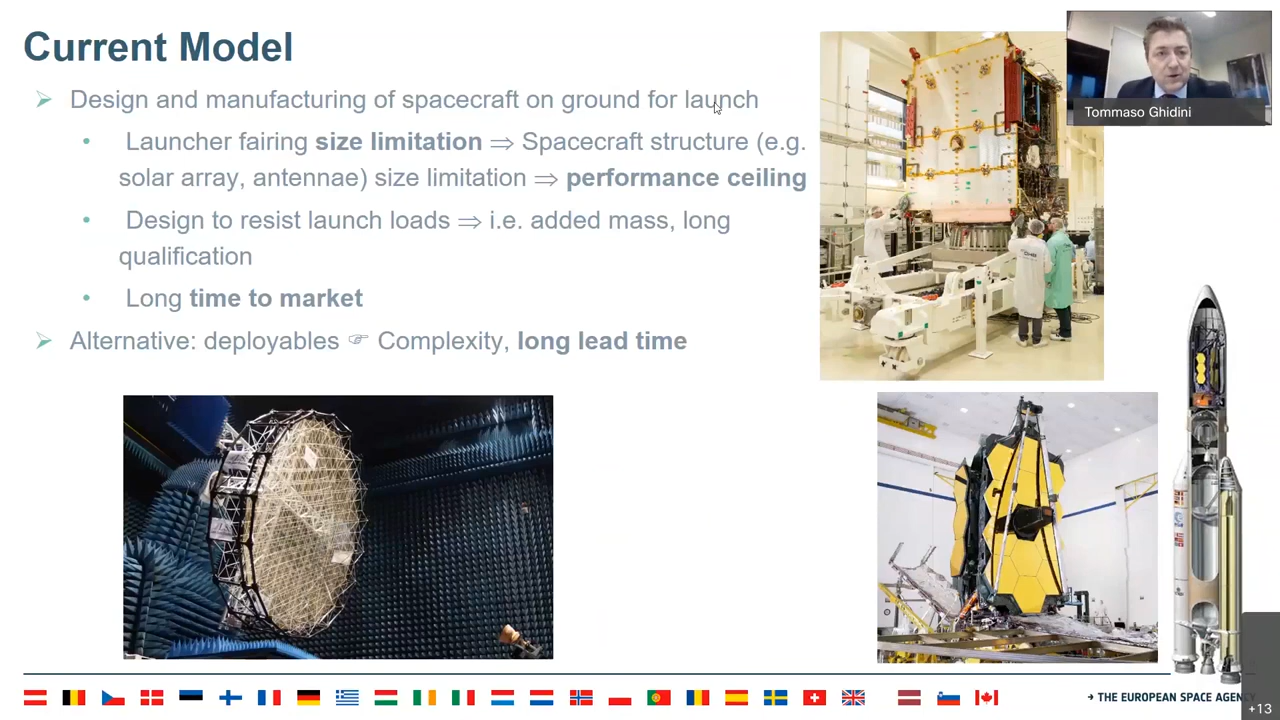 Current Model
Design and manufacturing of spacecraft on ground for launch
Launcher fairing size limitation ⇒ Spacecraft structure (e.g.
solar array, antennae) size limitation ⇒ performance ceiling
Design to resist launch loads ⇒ i.e. added mass, long
qualification
Long time to market
Alternative: deployables ☞ Complexity, long lead time
Tommaso Ghidini
→ THE EUROPEAN SPACE AGENCY
+13